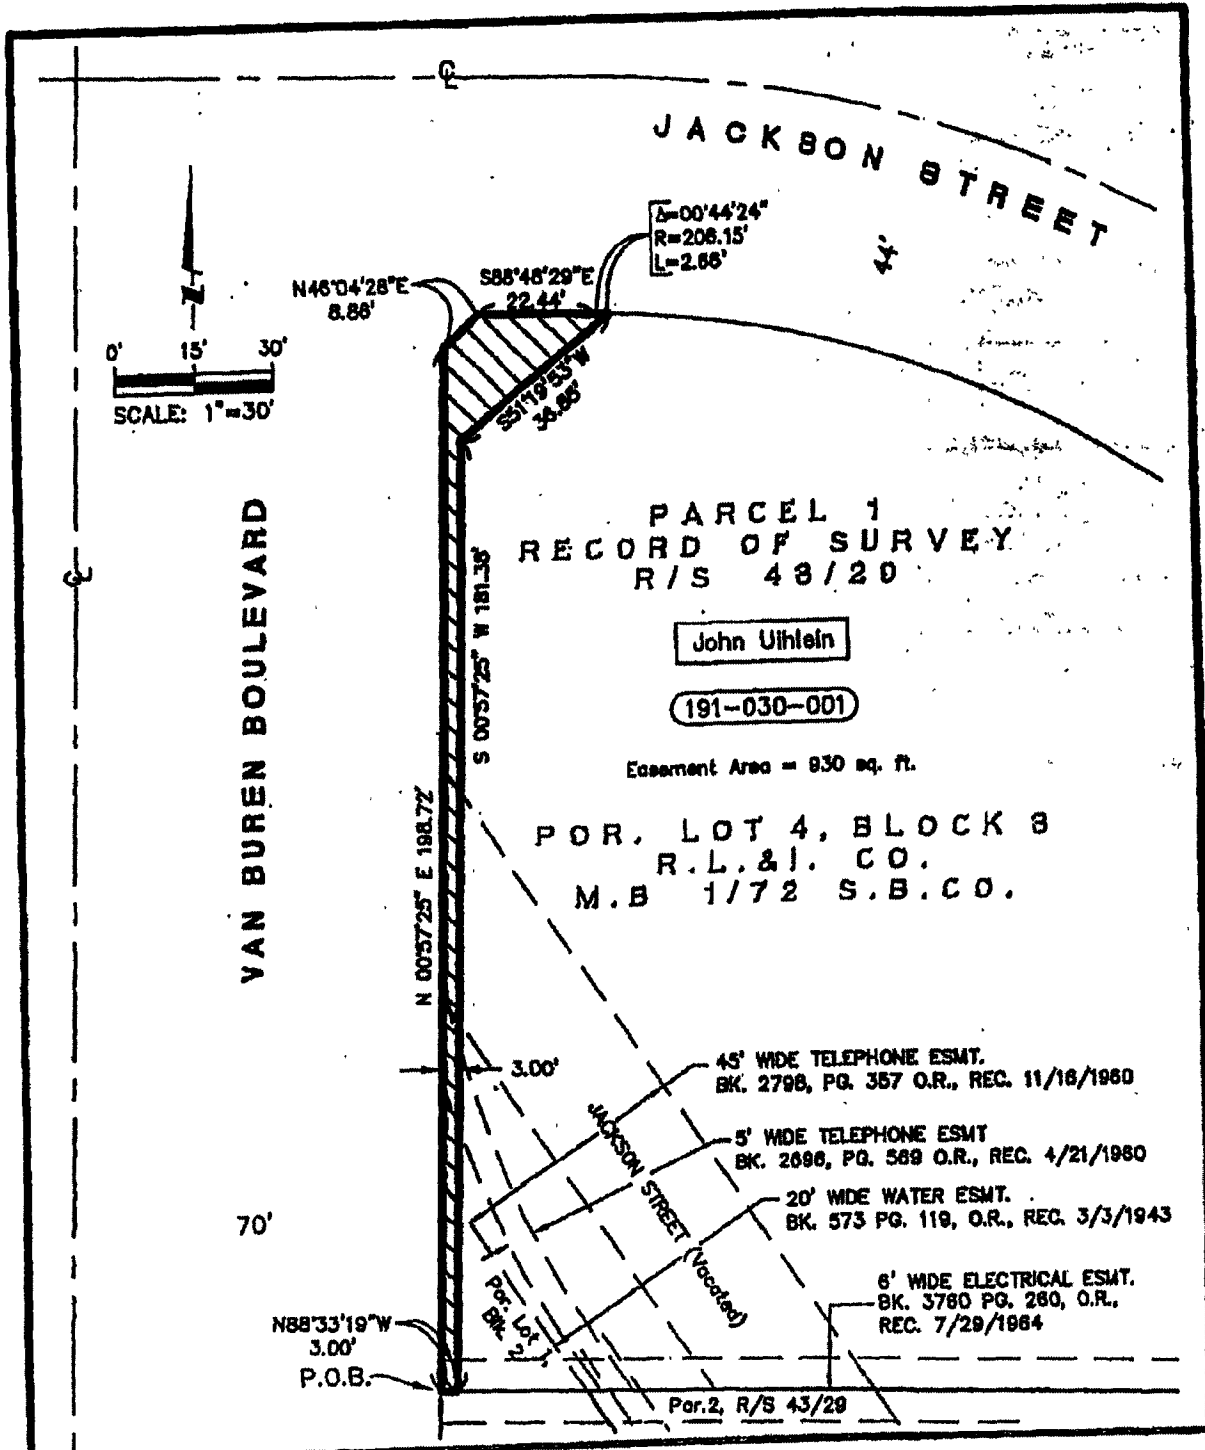 ℄
JACKSON STREET
44'
Δ=00°44'24"
R=206.15'
L=2.66'
N46°04'28"E
8.86'
S88°48'29"E
22.44'
0' 15' 30'
SCALE: 1"=30'
S51°19'53"W
VAN BUREN BOULEVARD
℄
PARCEL 1
RECORD OF SURVEY
R/S 43/29
John Uihlein
191-030-001
Easement Area = 930 sq. ft.
S 00°57'25" W 181.38'
N 00°57'25" E 198.72'
POR. LOT 4, BLOCK 3
R.L.&I. CO.
M.B 1/72 S.B.CO.
3.00'
45' WIDE TELEPHONE ESMT.
BK. 2798, PG. 357 O.R., REC. 11/16/1960
5' WIDE TELEPHONE ESMT
BK. 2696, PG. 569 O.R., REC. 4/21/1960
20' WIDE WATER ESMT.
BK. 573 PG. 119, O.R., REC. 3/3/1943
6' WIDE ELECTRICAL ESMT.
BK. 3760 PG. 260, O.R.,
REC. 7/29/1964
JACKSON STREET (Vacated)
Por. Lot 1,
Blk. 2
70'
N88°33'19"W
3.00'
P.O.B.
Par.2, R/S 43/29